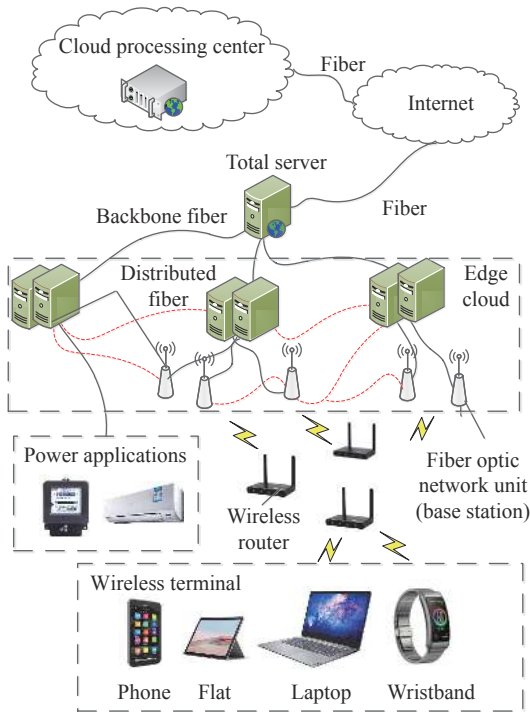 Cloud processing center
Fiber
Internet
Total server
Backbone fiber
Fiber
Distributed
fiber
Edge
cloud
Power applications
Wireless
router
Fiber optic
network unit
(base station)
Wireless terminal
Phone
Flat
Laptop
Wristband